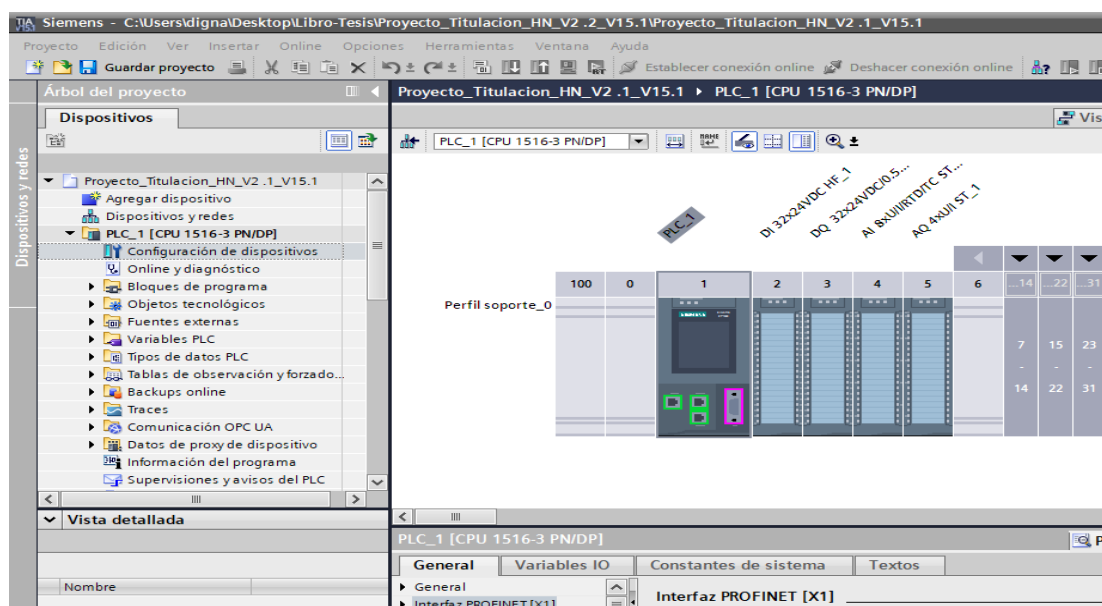 Siemens - C:\Users\digna\Desktop\Libro-Tesis\Proyecto_Titulacion_HN_V2 .2_V15.1\Proyecto_Titulacion_HN_V2 .1_V15.1
Proyecto Edición Ver Insertar Online Opciones Herramientas Ventana Ayuda
Guardar proyecto Establecer conexión online Deshacer conexión online
Árbol del proyecto
Dispositivos
Dispositivos y redes
Proyecto_Titulacion_HN_V2 .1_V15.1
Agregar dispositivo
Dispositivos y redes
PLC_1 [CPU 1516-3 PN/DP]
Configuración de dispositivos
Online y diagnóstico
Bloques de programa
Objetos tecnológicos
Fuentes externas
Variables PLC
Tipos de datos PLC
Tablas de observación y forzado...
Backups online
Traces
Comunicación OPC UA
Datos de proxy de dispositivo
Información del programa
Supervisiones y avisos del PLC
Vista detallada
Nombre
Proyecto_Titulacion_HN_V2 .1_V15.1 PLC_1 [CPU 1516-3 PN/DP]
Vis
PLC_1 [CPU 1516-3 PN/DP]
PLC_1
DI 32x24VDC HF_1
DQ 32x24VDC/0.5...
AI 8xU/I/RTD/TC ST...
AQ 4xU/I ST_1
100 0 1 2 3 4 5 6 ...14 ...22 ...31
Perfil soporte_0
SIEMENS
7 15 23
- - -
14 22 31
PLC_1 [CPU 1516-3 PN/DP]
P
General Variables IO Constantes de sistema Textos
General
Interfaz PROFINET [X1]
Interfaz PROFINET [X1]